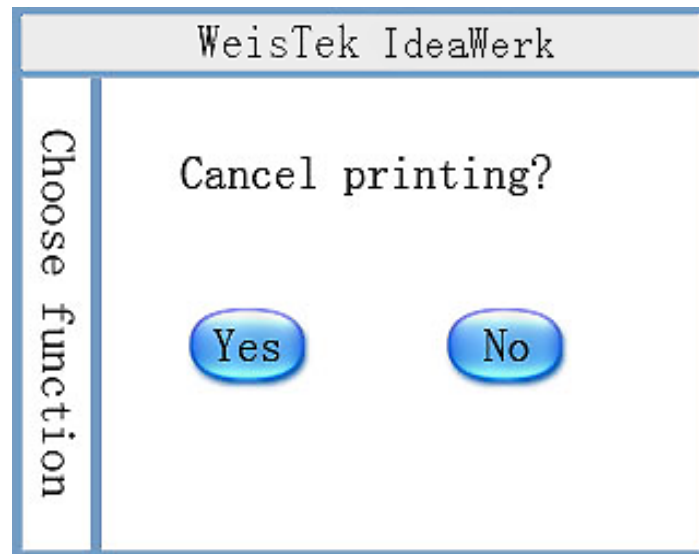 WeisTek IdeaWerk
Choose function
Cancel printing?
Yes
No